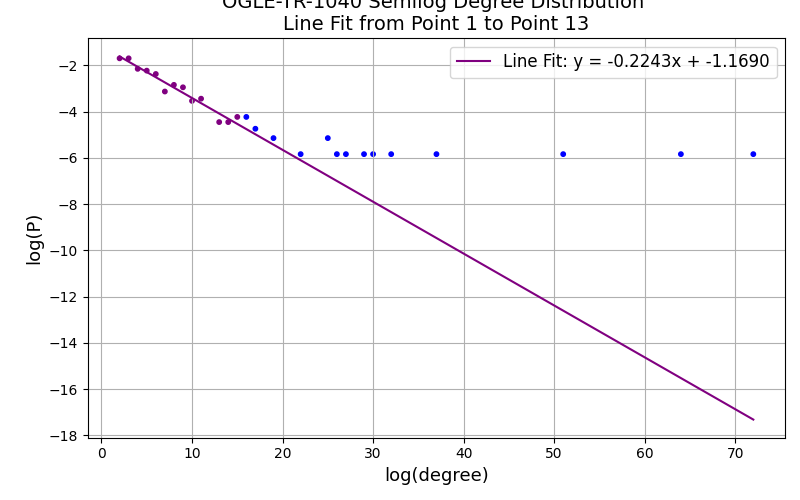 OGLE-TR-1040 Semilog Degree Distribution
Line Fit from Point 1 to Point 13
Line Fit: y = -0.2243x + -1.1690
−2
−4
−6
−8
−10
−12
−14
−16
−18
log(P)
0 10 20 30 40 50 60 70
log(degree)